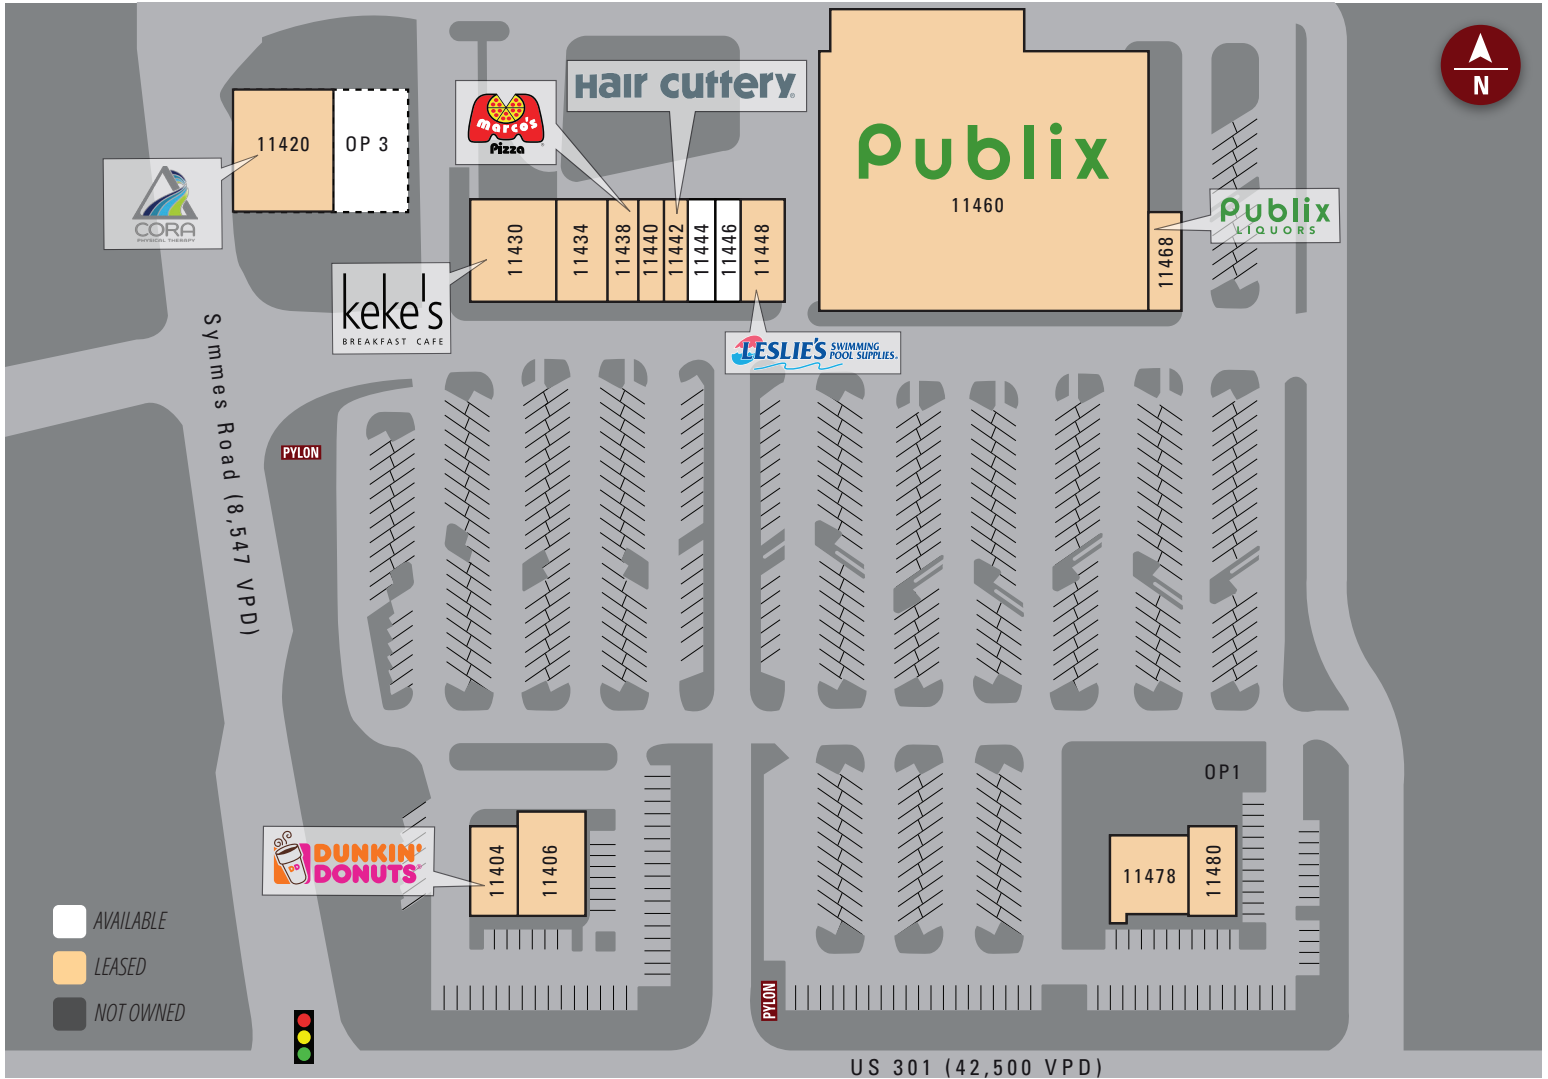 N
Hair Cuttery
marco's
Pizza
Publix
11460
11420
OP 3
CORA
PHYSICAL THERAPY
Publix
LIQUORS
11430
11434
11438
11440
11442
11444
11446
11448
11468
keke's
BREAKFAST CAFE
LESLIE'S SWIMMING
POOL SUPPLIES.
Symmes Road (8,547 VPD)
PYLON
OP1
DUNKIN'
DONUTS
DD
11404
11406
11478
11480
AVAILABLE
LEASED
NOT OWNED
PYLON
US 301 (42,500 VPD)